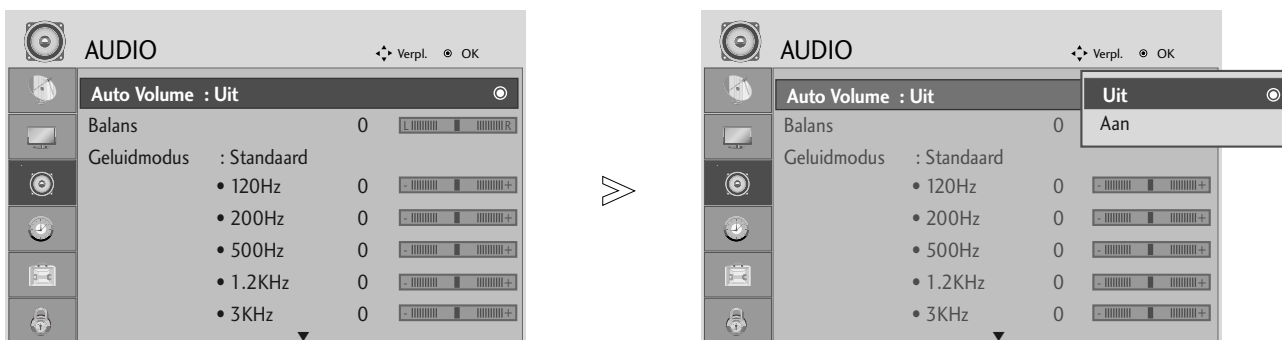 AUDIO Verpl. OK
Auto Volume : Uit
Balans 0 L R
Geluidmodus : Standaard
• 120Hz 0 - +
• 200Hz 0 - +
• 500Hz 0 - +
• 1.2KHz 0 - +
• 3KHz 0 - +
AUDIO Verpl. OK
Auto Volume : Uit
Uit
Aan
Balans 0
Geluidmodus : Standaard
• 120Hz 0 - +
• 200Hz 0 - +
• 500Hz 0 - +
• 1.2KHz 0 - +
• 3KHz 0 - +